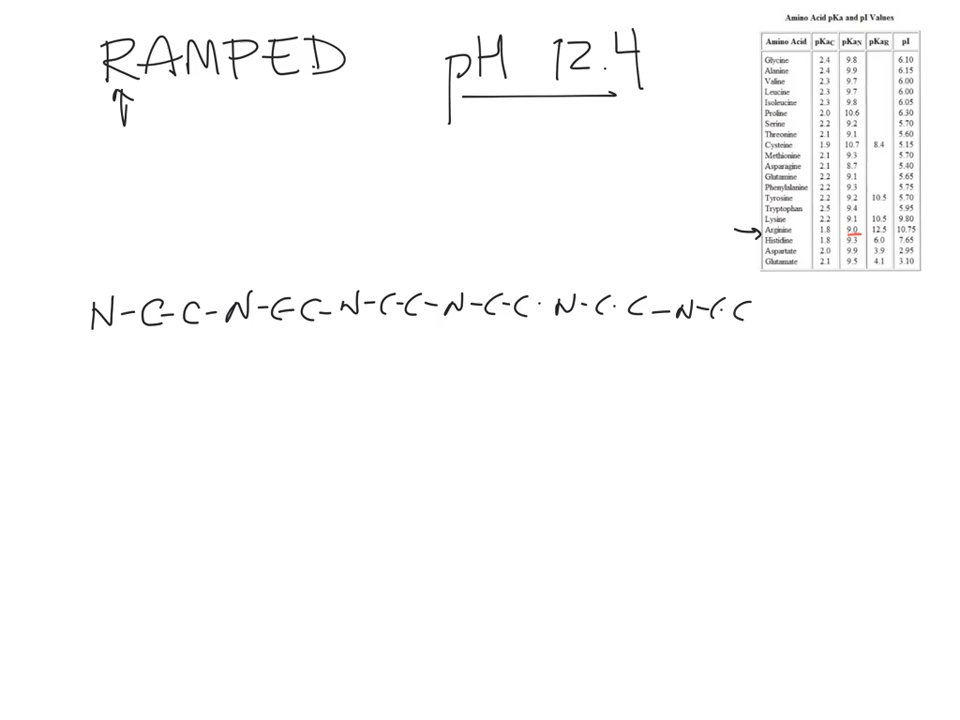 RAMPED pH 12.4
Amino Acid pKa and pI Values
Amino Acid pKaC pKaN pKaR pI
Glycine 2.4 9.8 6.10
Alanine 2.4 9.9 6.15
Valine 2.3 9.7 6.00
Leucine 2.3 9.7 6.00
Isoleucine 2.3 9.8 6.05
Proline 2.0 10.6 6.30
Serine 2.2 9.2 5.70
Threonine 2.1 9.1 5.60
Cysteine 1.9 10.7 8.4 5.15
Methionine 2.1 9.3 5.70
Asparagine 2.1 8.7 5.40
Glutamine 2.2 9.1 5.65
Phenylalanine 2.2 9.3 5.75
Tyrosine 2.2 9.2 10.5 5.70
Tryptophan 2.5 9.4 5.95
Lysine 2.2 9.1 10.5 9.80
Arginine 1.8 9.0 12.5 10.75
Histidine 1.8 9.3 6.0 7.65
Aspartate 2.0 9.9 3.9 2.95
Glutamate 2.1 9.5 4.1 3.10
N-C-C-N-C-C-N-C-C-N-C-C·N-C·C-N-C·C